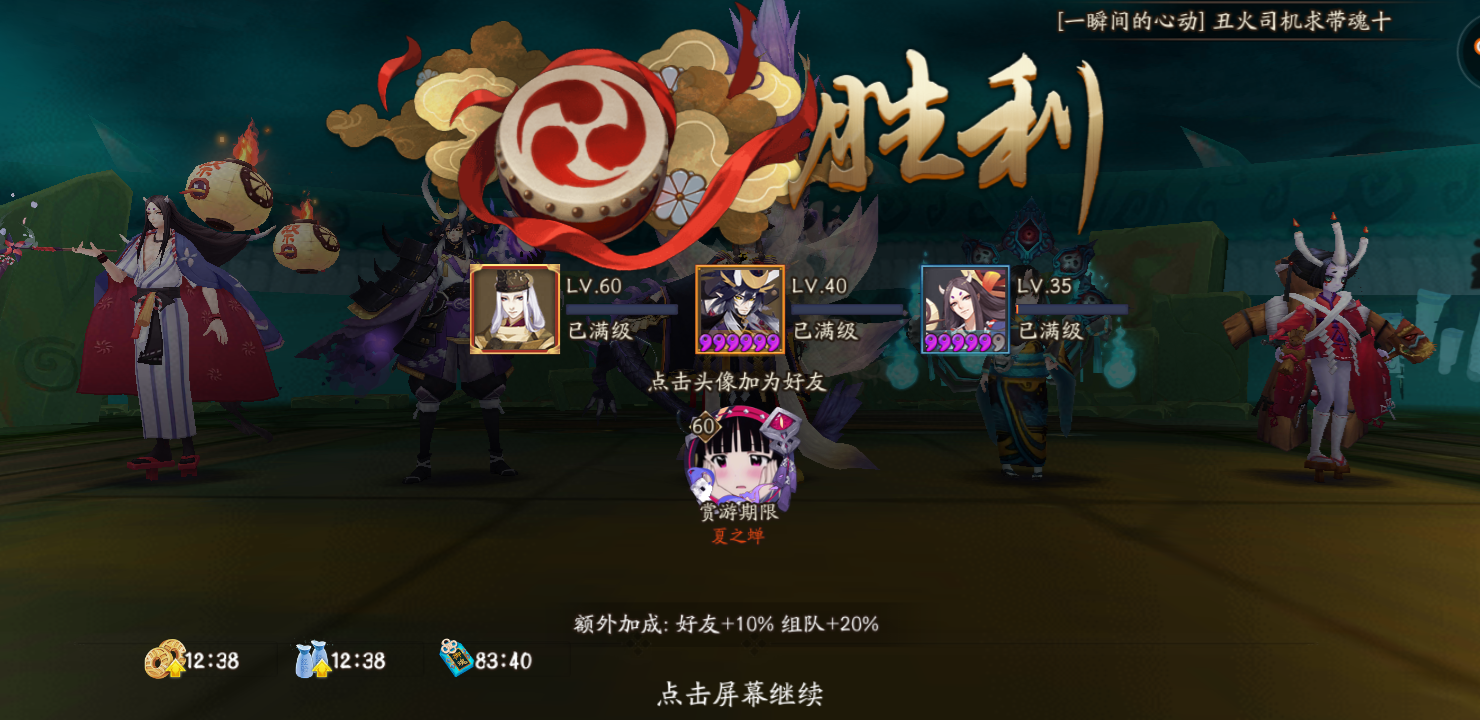 [一瞬间的心动] 丑火司机求带魂十
胜利
LV.60
已满级
LV.40
已满级
LV.35
已满级
点击头像加为好友
60
赏游期限
夏之蝉
额外加成: 好友+10% 组队+20%
12:38
12:38
83:40
点击屏幕继续